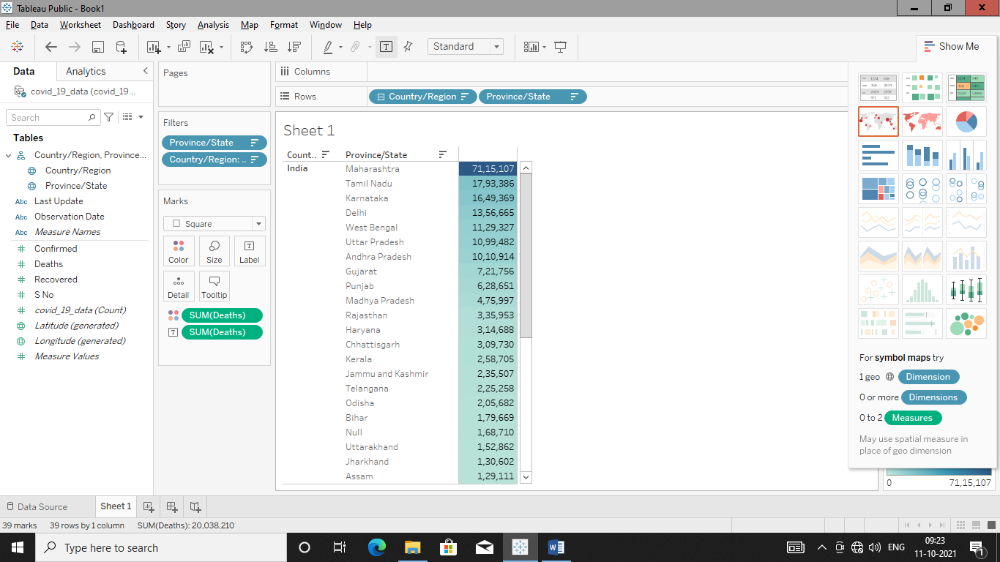 Tableau Public - Book1
File Data Worksheet Dashboard Story Analysis Map Format Window Help
Standard
Show Me
Data Analytics
covid_19_data (covid_19...
Search
Tables
Country/Region, Province...
Country/Region
Province/State
Abc Last Update
Abc Observation Date
Abc Measure Names
Confirmed
Deaths
Recovered
S No
covid_19_data (Count)
Latitude (generated)
Longitude (generated)
Measure Values
Pages
Filters
Province/State
Country/Region: ..
Marks
Square
Color Size Label
Detail Tooltip
SUM(Deaths)
SUM(Deaths)
Columns
Rows Country/Region Province/State
Sheet 1
Count.. Province/State
India Maharashtra 71,15,107
Tamil Nadu 17,93,386
Karnataka 16,49,369
Delhi 13,56,665
West Bengal 11,29,327
Uttar Pradesh 10,99,482
Andhra Pradesh 10,10,914
Gujarat 7,21,756
Punjab 6,28,651
Madhya Pradesh 4,75,997
Rajasthan 3,35,953
Haryana 3,14,688
Chhattisgarh 3,09,730
Kerala 2,58,705
Jammu and Kashmir 2,35,507
Telangana 2,25,258
Odisha 2,05,682
Bihar 1,79,669
Null 1,68,710
Uttarakhand 1,52,862
Jharkhand 1,30,602
Assam 1,29,111
For symbol maps try
1 geo Dimension
0 or more Dimensions
0 to 2 Measures
May use spatial measure in
place of geo dimension
0 71,15,107
Data Source Sheet 1
39 marks 39 rows by 1 column SUM(Deaths): 20,038,210
Type here to search
ENG
09:23
11-10-2021
1